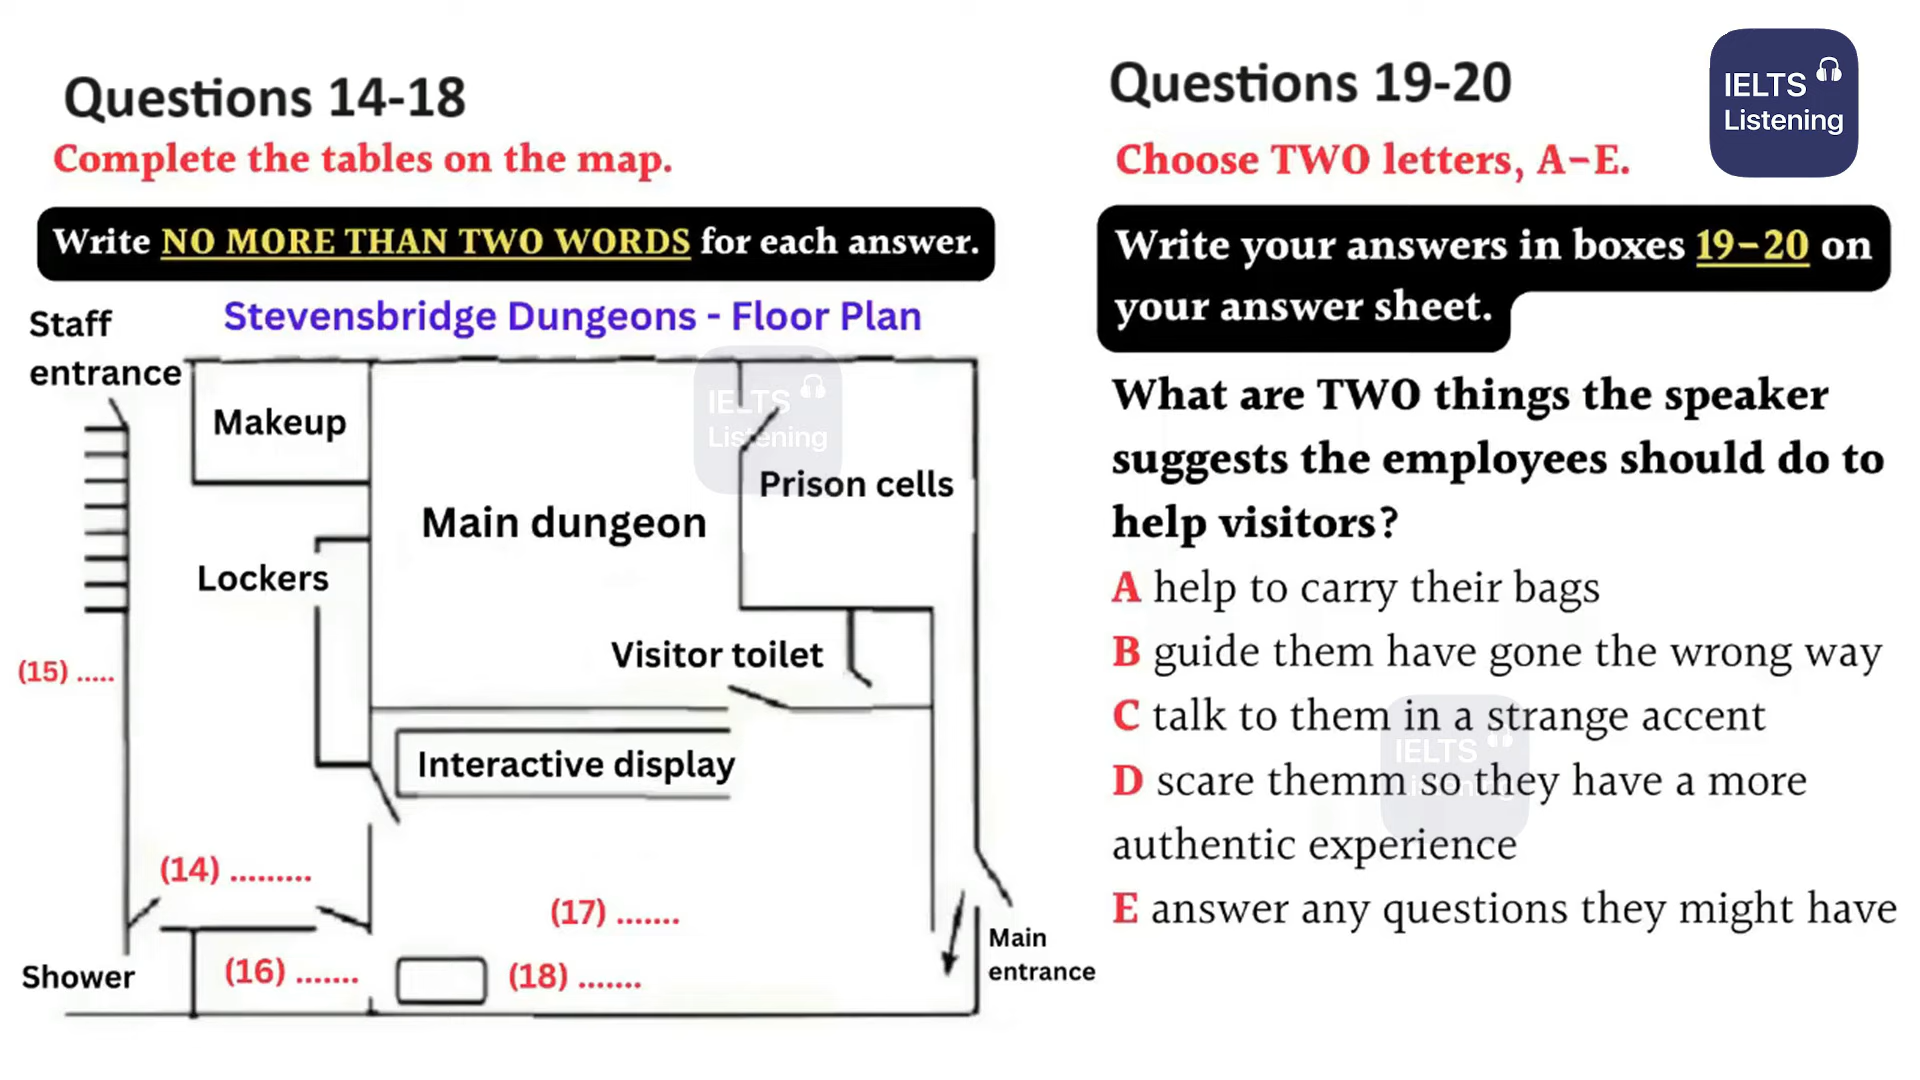 Questions 14-18
Complete the tables on the map.
Write NO MORE THAN TWO WORDS for each answer.
Stevensbridge Dungeons - Floor Plan
Staff
entrance
Makeup
Main dungeon
Prison cells
Lockers
Visitor toilet
(15) .....
Interactive display
(14) .........
(17) .......
Shower
(16) .......
(18) .......
Main
entrance
IELTS
Listening
Questions 19-20
IELTS
Listening
Choose TWO letters, A-E.
Write your answers in boxes 19-20 on
your answer sheet.
What are TWO things the speaker
suggests the employees should do to
help visitors?
A help to carry their bags
B guide them have gone the wrong way
C talk to them in a strange accent
D scare themm so they have a more
authentic experience
E answer any questions they might have
IELTS
Listening